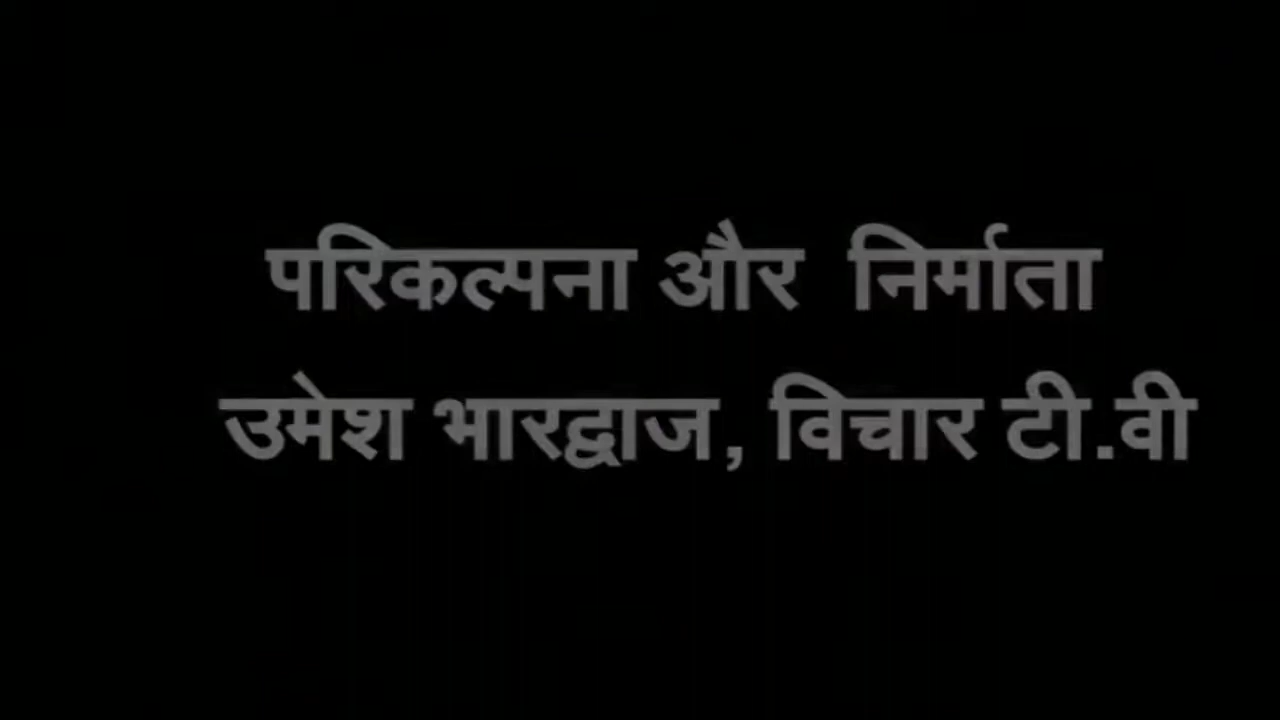 परिकल्पना और निर्माता
उमेश भारद्वाज, विचार टी.वी